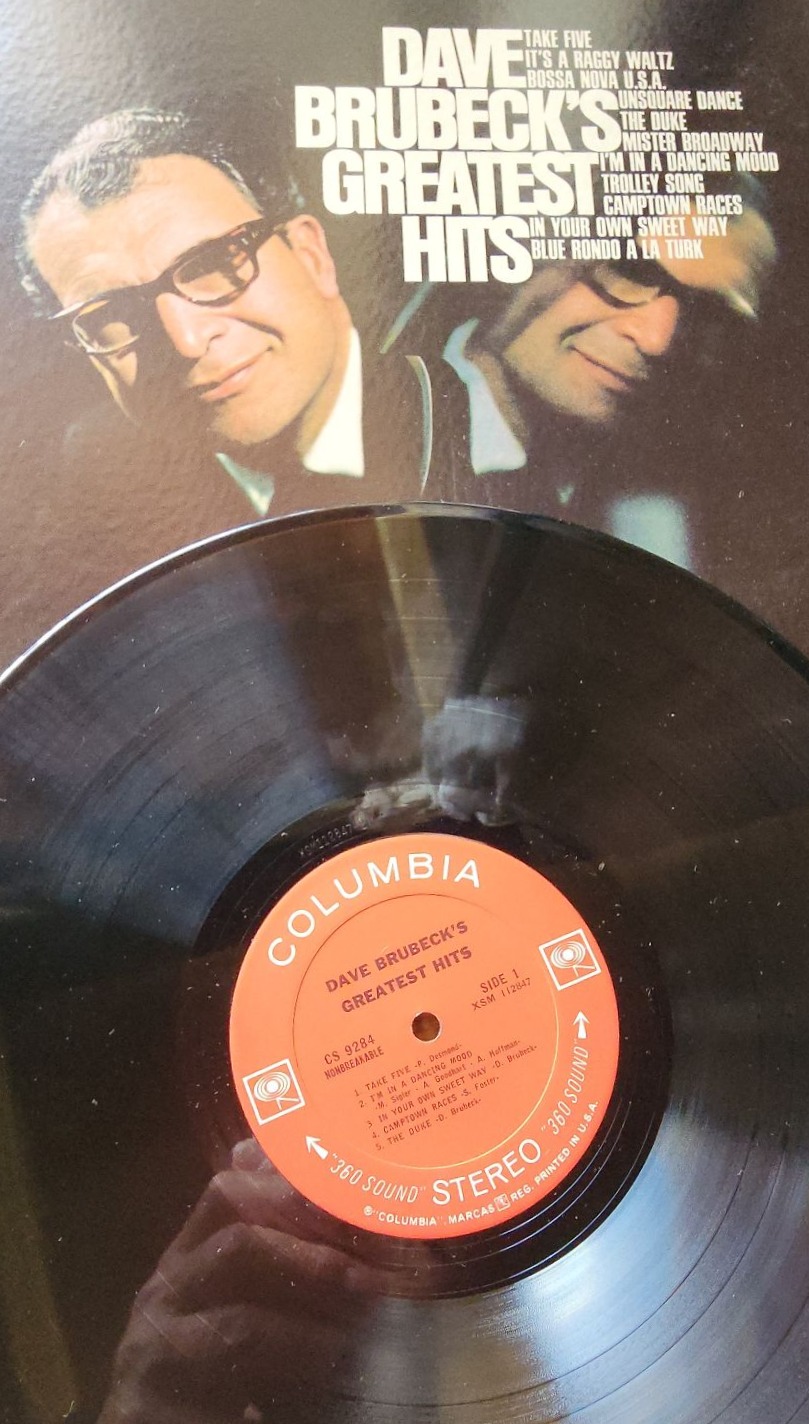 DAVE
BRUBECK'S
GREATEST
HITS
TAKE FIVE
IT'S A RAGGY WALTZ
BOSSA NOVA U.S.A.
UNSQUARE DANCE
THE DUKE
MISTER BROADWAY
I'M IN A DANCING MOOD
TROLLEY SONG
CAMPTOWN RACES
IN YOUR OWN SWEET WAY
BLUE RONDO A LA TURK
XSM112847
COLUMBIA
DAVE BRUBECK'S
GREATEST HITS
SIDE 1
XSM 112847
CS 9284
NONBREAKABLE
1. TAKE FIVE -P. Desmond-
2. I'M IN A DANCING MOOD
-M. Sigler - A. Goodhart - A. Hoffman-
3. IN YOUR OWN SWEET WAY -D. Brubeck-
4. CAMPTOWN RACES -S. Foster-
5. THE DUKE -D. Brubeck-
"360 SOUND" STEREO "360 SOUND"
® "COLUMBIA", MARCAS REG. PRINTED IN U.S.A.